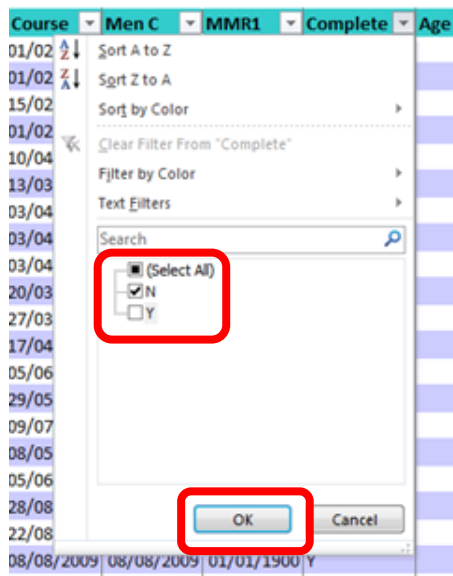 Course Men C MMR1 Complete Age
01/02 Sort A to Z
01/02 Sort Z to A
15/02 Sort by Color
01/02 Clear Filter From "Complete"
10/04
13/03 Filter by Color
03/04 Text Filters
03/04 Search
03/04 (Select All)
20/03 N
27/03 Y
17/04
05/06
29/05
09/07
08/05
05/06
28/08 OK Cancel
22/08
08/08/2009 08/08/2009 01/01/1900 Y